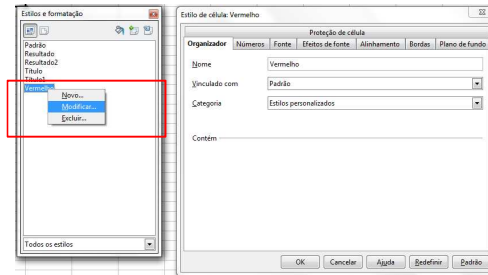 Estilos e formatação
Padrão
Resultado
Resultado2
Título
Título1
Vermelho
Novo...
Modificar...
Excluir...
Todos os estilos
Estilo de célula: Vermelho
Proteção de célula
Organizador Números Fonte Efeitos de fonte Alinhamento Bordas Plano de fundo
Nome Vermelho
Vinculado com Padrão
Categoria Estilos personalizados
Contém
OK Cancelar Ajuda Redefinir Padrão